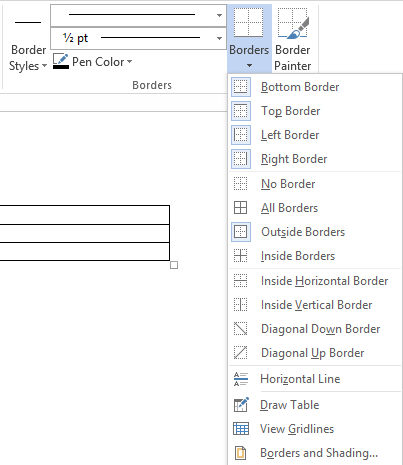 Border
Styles
½ pt
Pen Color
Borders
Borders
Border
Painter
Bottom Border
Top Border
Left Border
Right Border
No Border
All Borders
Outside Borders
Inside Borders
Inside Horizontal Border
Inside Vertical Border
Diagonal Down Border
Diagonal Up Border
Horizontal Line
Draw Table
View Gridlines
Borders and Shading...